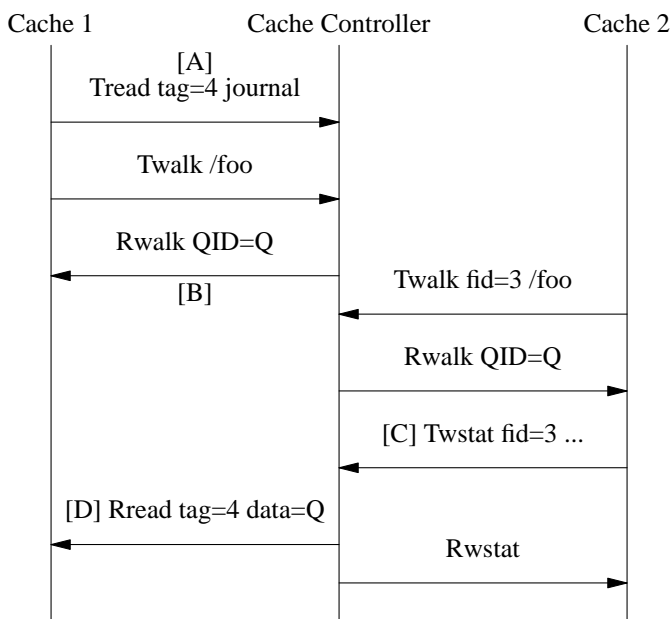 Cache 1 Cache Controller Cache 2
[A]
Tread tag=4 journal
Twalk /foo
Rwalk QID=Q
[B]
Twalk fid=3 /foo
Rwalk QID=Q
[C] Twstat fid=3 ...
[D] Rread tag=4 data=Q
Rwstat